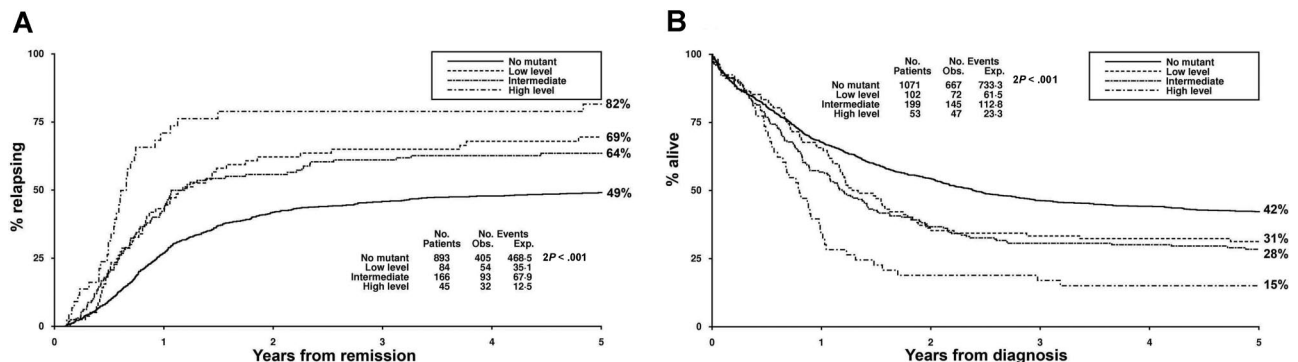 A
100
75
50
25
0
% relapsing
No mutant
Low level
Intermediate
High level
82%
69%
64%
49%
No. No. Events
Patients Obs. Exp.
No mutant 893 405 468·5 2P < .001
Low level 84 54 35·1
Intermediate 166 93 67·9
High level 45 32 12·5
0 1 2 3 4 5
Years from remission
B
100
75
50
25
0
% alive
No. No. Events
Patients Obs. Exp.
No mutant 1071 667 733·3 2P < .001
Low level 102 72 61·5
Intermediate 199 145 112·8
High level 53 47 23·3
No mutant
Low level
Intermediate
High level
42%
31%
28%
15%
0 1 2 3 4 5
Years from diagnosis